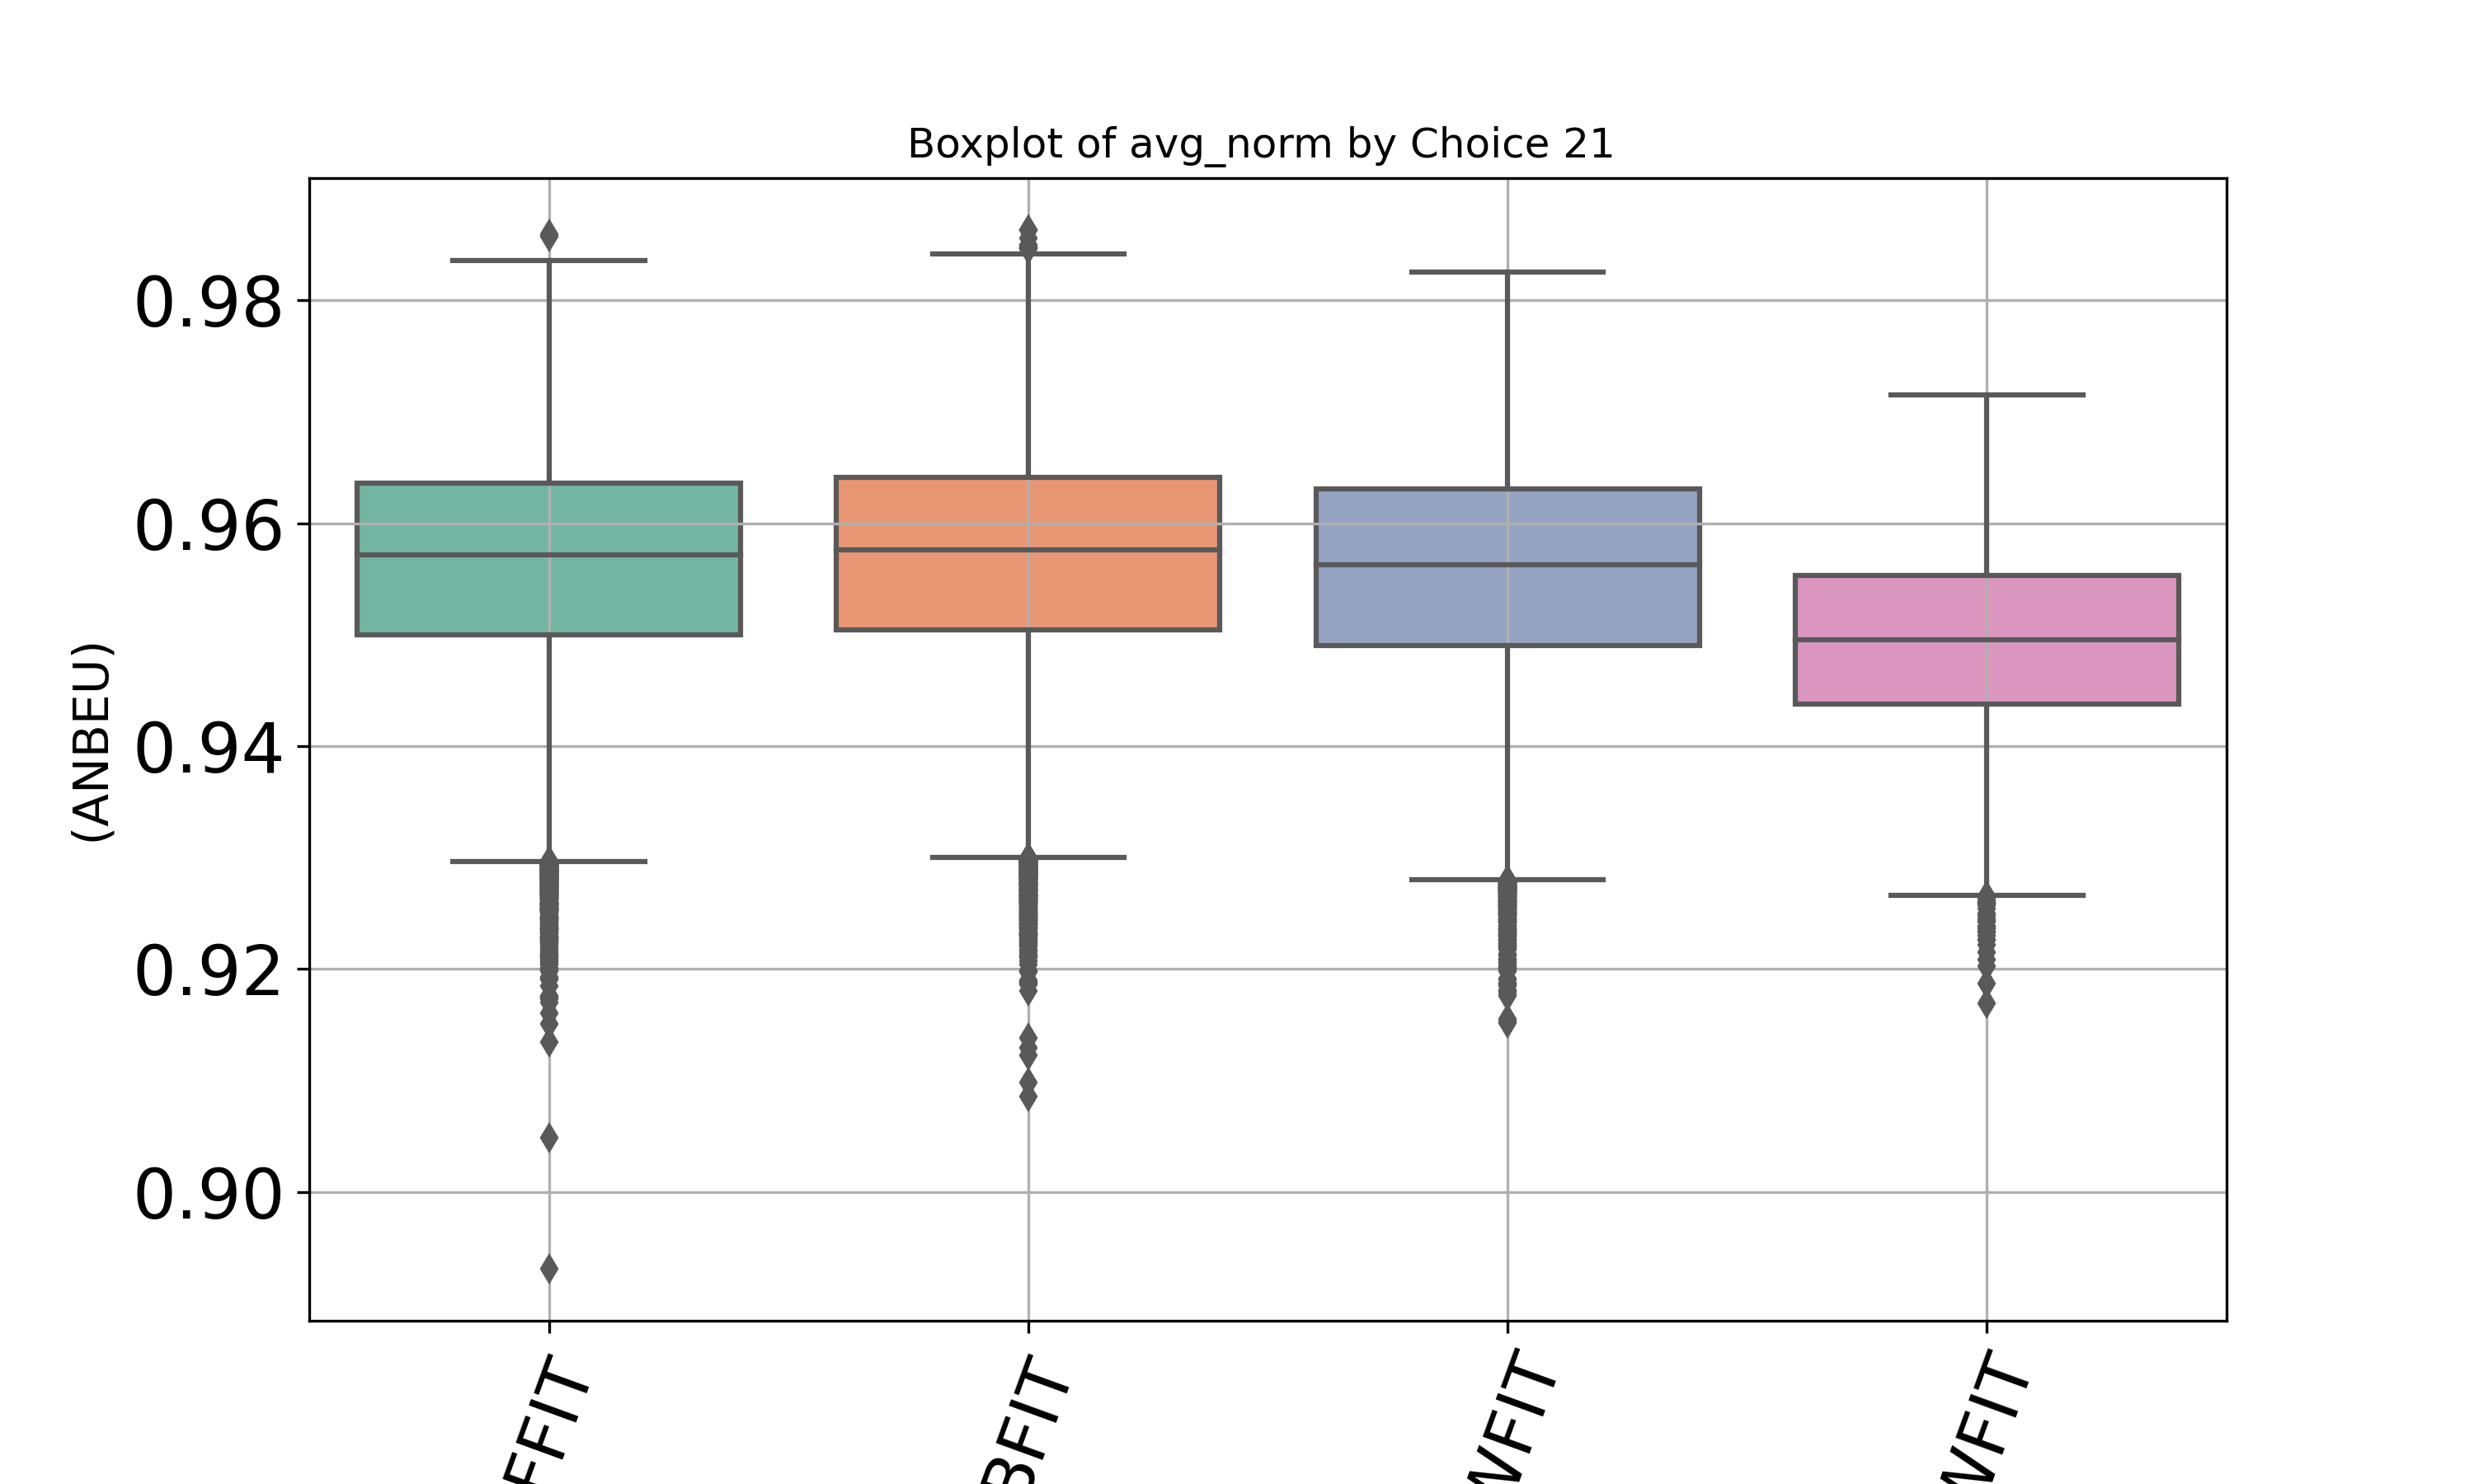 Boxplot of avg_norm by Choice 21
(ANBEU)
0.98
0.96
0.94
0.92
0.90
FFIT
BFIT
WFIT
WFIT